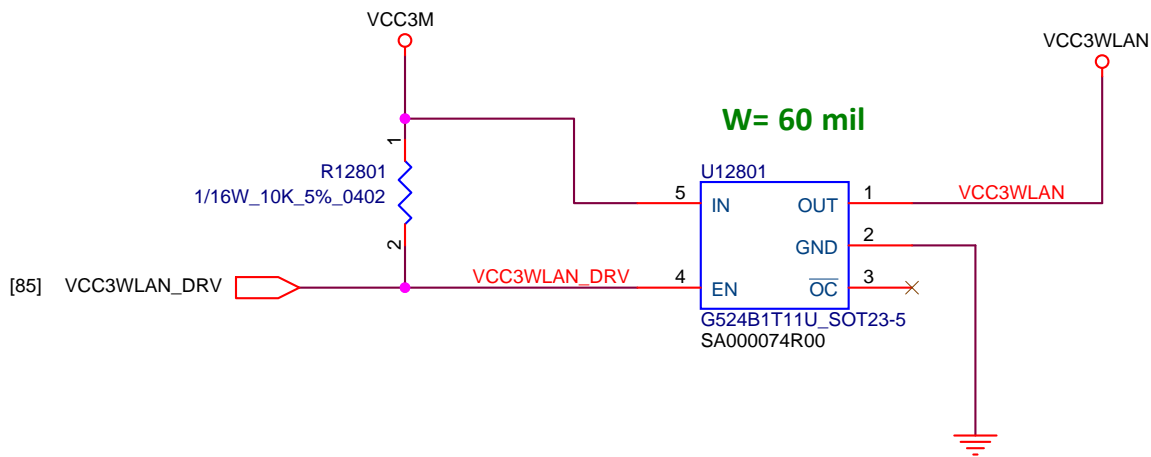 VCC3M
VCC3WLAN
W= 60 mil
1
R12801
1/16W_10K_5%_0402
2
U12801
5
IN
OUT
1
VCC3WLAN
GND
2
[85]
VCC3WLAN_DRV
VCC3WLAN_DRV
4
EN
OC
3
G524B1T11U_SOT23-5
SA000074R00